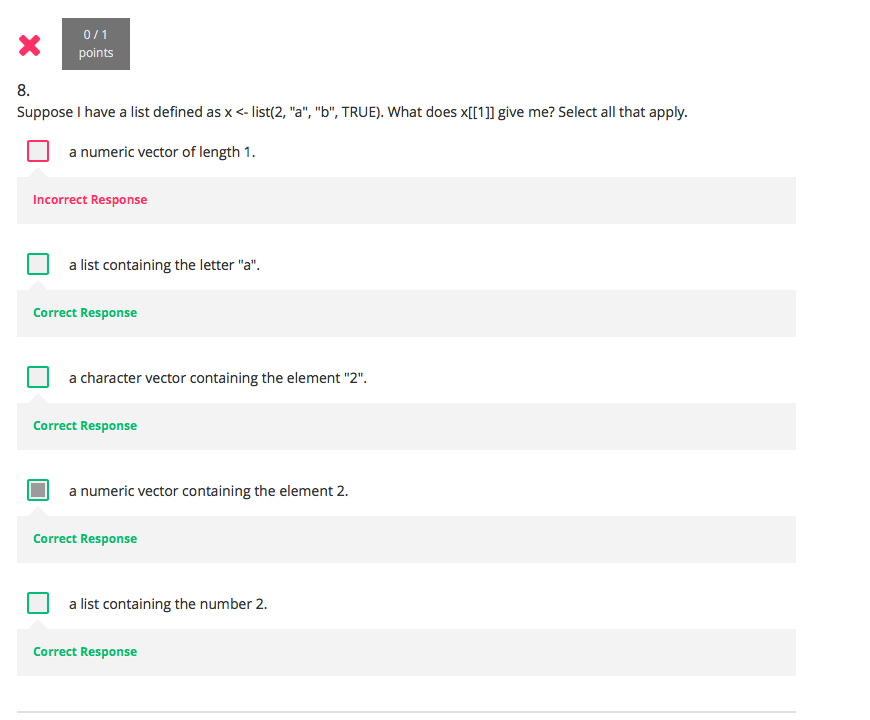 0 / 1
points
8.
Suppose I have a list defined as x <- list(2, "a", "b", TRUE). What does x[[1]] give me? Select all that apply.
a numeric vector of length 1.
Incorrect Response
a list containing the letter "a".
Correct Response
a character vector containing the element "2".
Correct Response
a numeric vector containing the element 2.
Correct Response
a list containing the number 2.
Correct Response